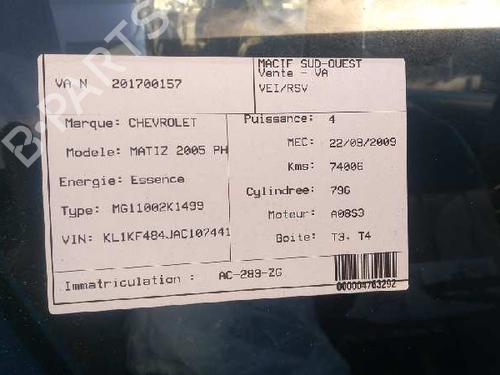 VA N 201700157
MACIF SUD-OUEST
Vente - VA
VEI/RSV
Marque: CHEVROLET
Modele: MATIZ 2005 PH
Energie: Essence
Type: MG11002K1499
VIN: KL1KF484JAC107441
Puissance: 4
MEC: 22/09/2009
Kms: 74006
Cylindree: 796
Moteur: A08S3
Boite: T3. T4
Immatriculation : AC-289-ZG
000004763292
B-PARTS